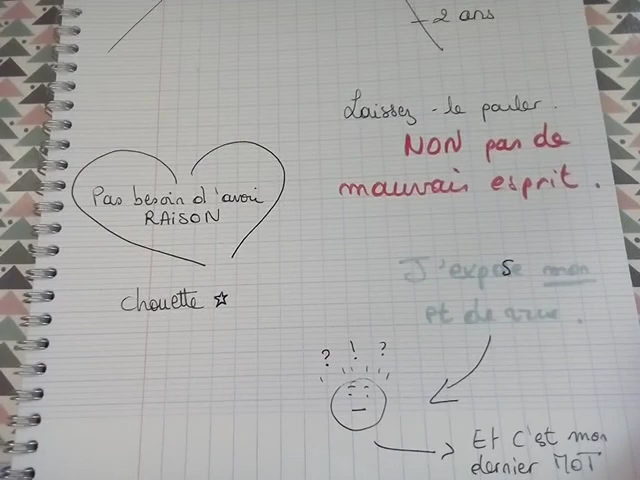 - 2 ans
Laissez-le parler.
NON pas de
mauvais esprit.
Pas besoin d'avoir
RAISON
chouette ☆
J'expose mon
pt de vue.
? ! ?
Et c'est mon
dernier MOT